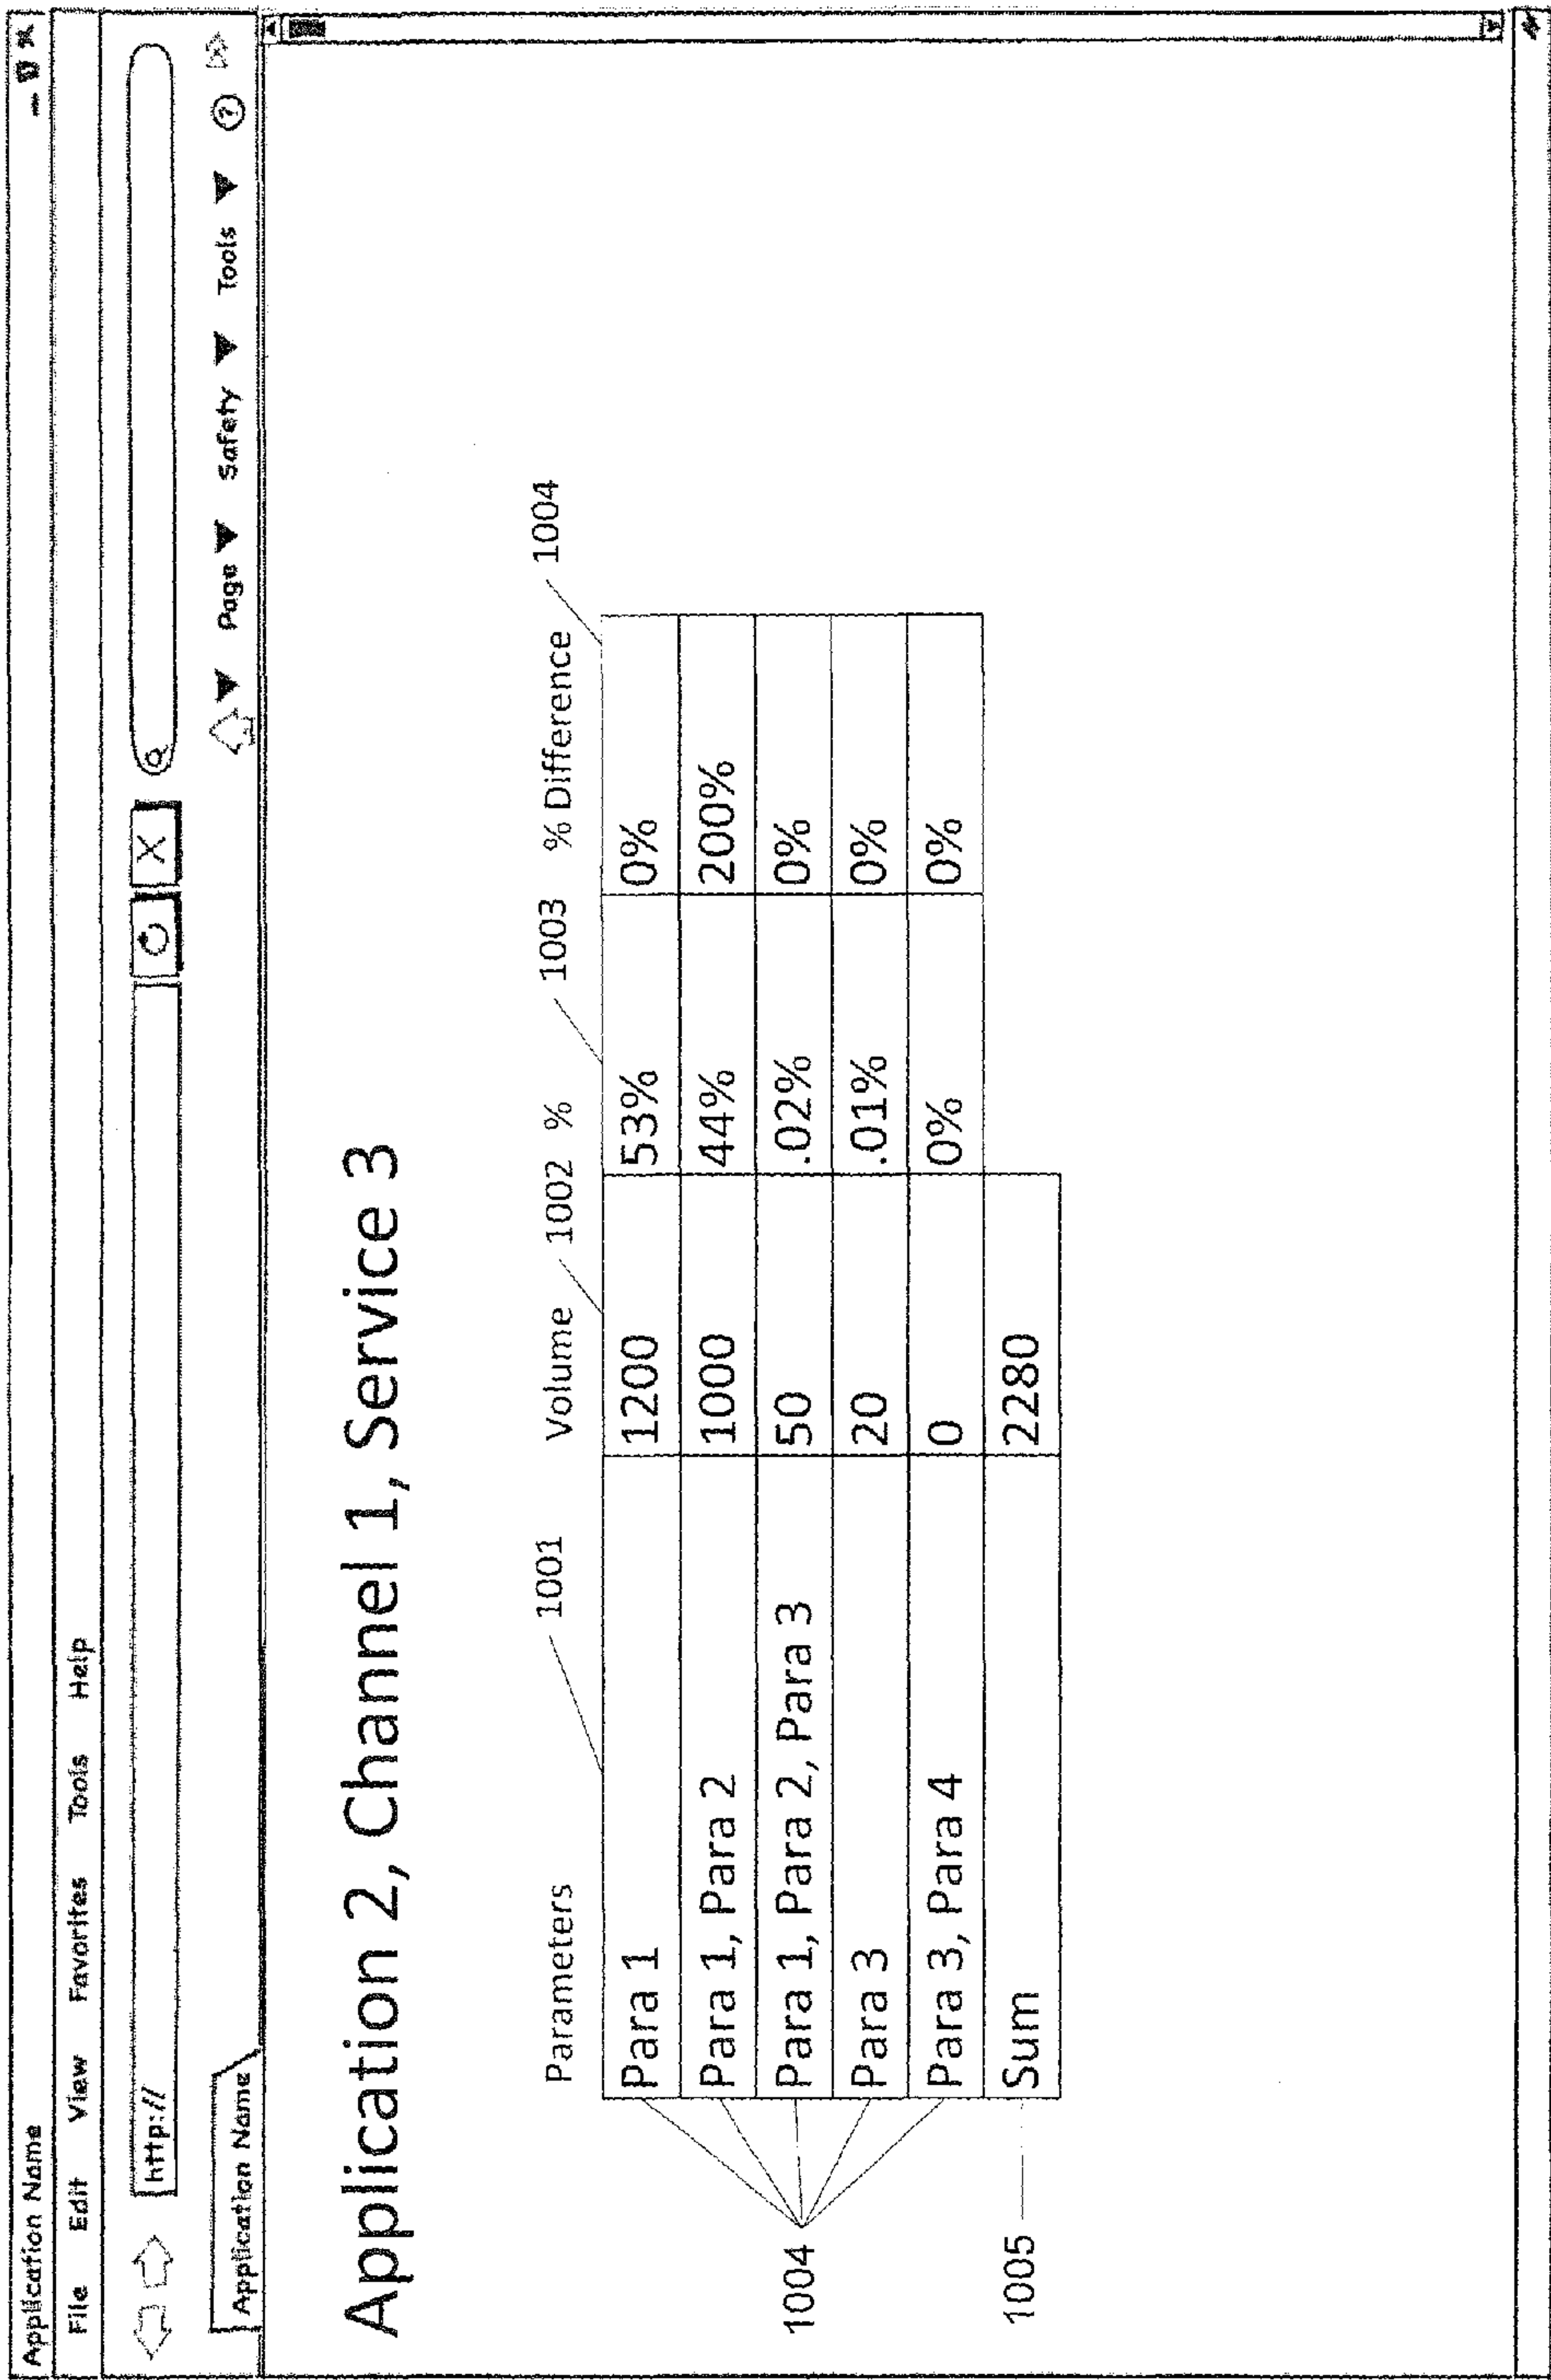 Application Name
File Edit View Favorites Tools Help
http://
Application Name
Page Safety Tools ?
Application 2, Channel 1, Service 3
1001 1002 1003 1004
Parameters Volume % % Difference
Para 1 1200 53% 0%
Para 1, Para 2 1000 44% 200%
Para 1, Para 2, Para 3 50 .02% 0%
Para 3 20 .01% 0%
Para 3, Para 4 0 0% 0%
Sum 2280
1004
1005